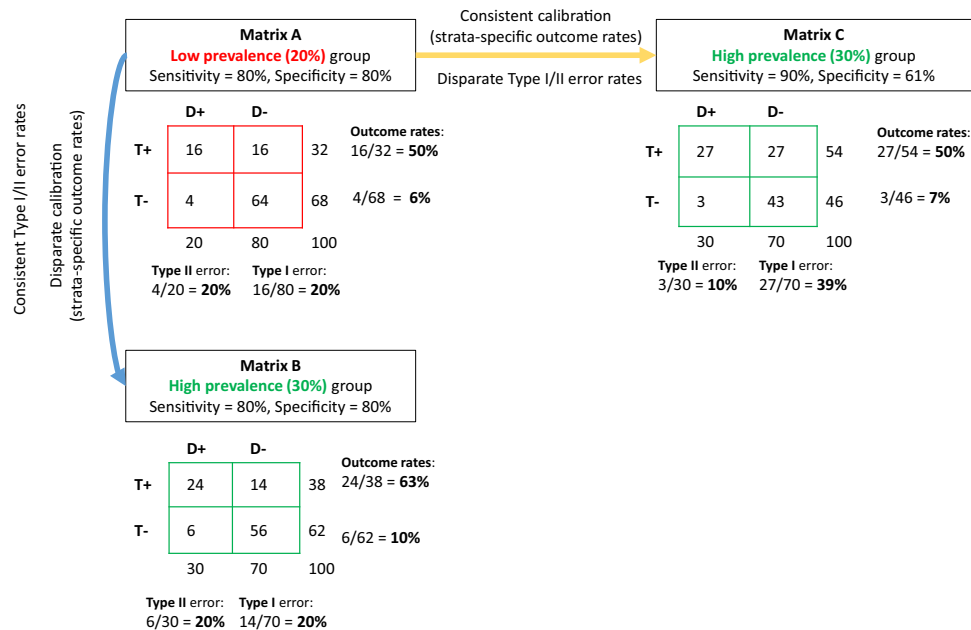 Consistent calibration
(strata-specific outcome rates)
Disparate Type I/II error rates
Consistent Type I/II error rates
Disparate calibration
(strata-specific outcome rates)
Matrix A
Low prevalence (20%) group
Sensitivity = 80%, Specificity = 80%
D+ D-
T+ 16 16 32
T- 4 64 68
20 80 100
Outcome rates:
16/32 = 50%
4/68 = 6%
Type II error: Type I error:
4/20 = 20% 16/80 = 20%
Matrix C
High prevalence (30%) group
Sensitivity = 90%, Specificity = 61%
D+ D-
T+ 27 27 54
T- 3 43 46
30 70 100
Outcome rates:
27/54 = 50%
3/46 = 7%
Type II error: Type I error:
3/30 = 10% 27/70 = 39%
Matrix B
High prevalence (30%) group
Sensitivity = 80%, Specificity = 80%
D+ D-
T+ 24 14 38
T- 6 56 62
30 70 100
Outcome rates:
24/38 = 63%
6/62 = 10%
Type II error: Type I error:
6/30 = 20% 14/70 = 20%